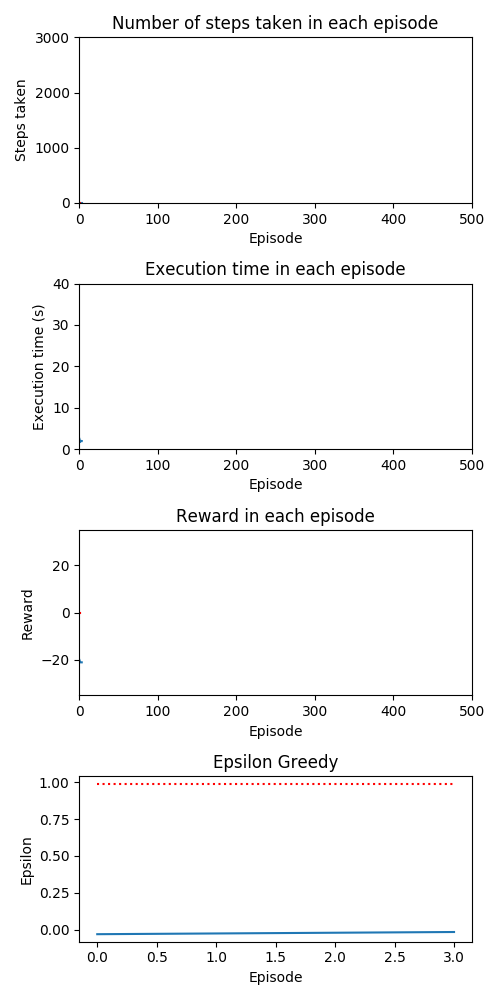 Number of steps taken in each episode
3000
2000
1000
0
Steps taken
0 100 200 300 400 500
Episode
Execution time in each episode
40
30
20
10
0
Execution time (s)
0 100 200 300 400 500
Episode
Reward in each episode
20
0
−20
Reward
0 100 200 300 400 500
Episode
Epsilon Greedy
1.00
0.75
0.50
0.25
0.00
Epsilon
0.0 0.5 1.0 1.5 2.0 2.5 3.0
Episode